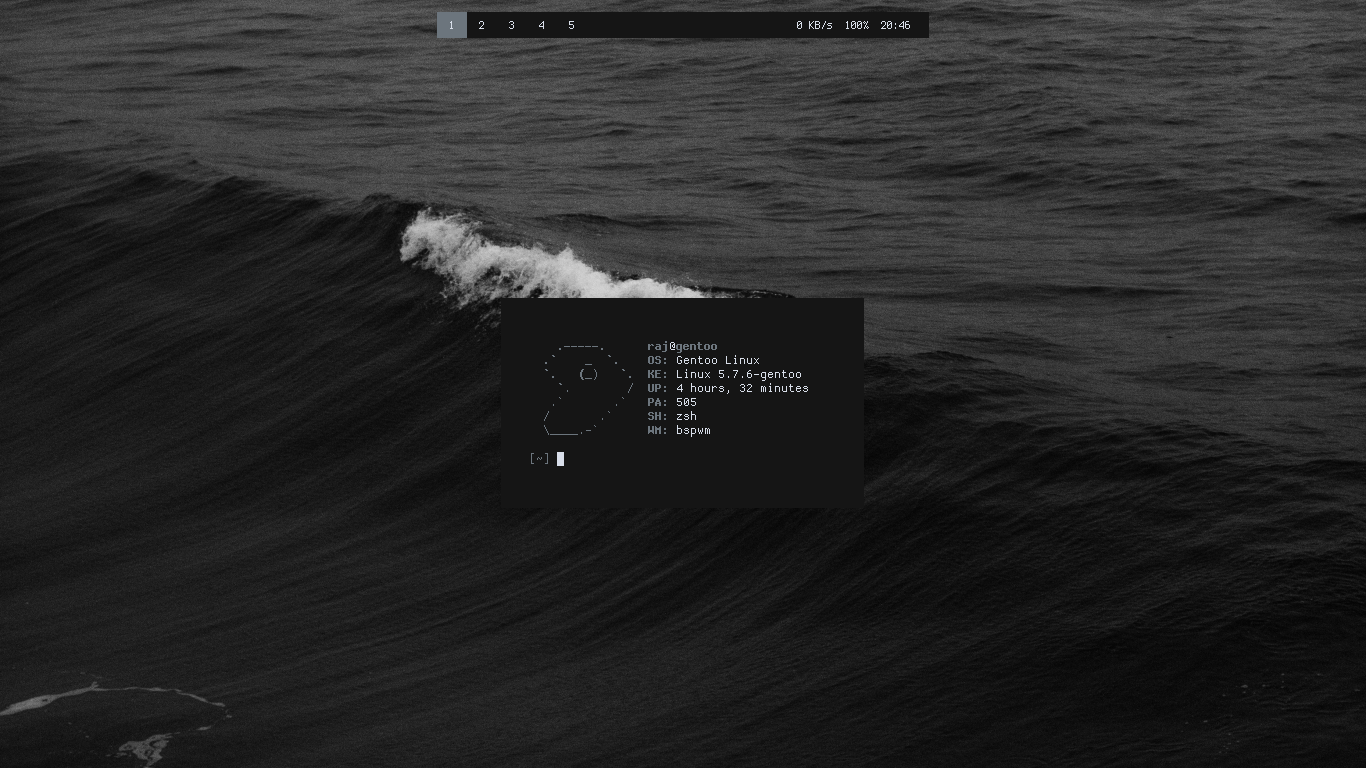 1 2 3 4 5 0 KB/s 100% 20:46
raj@gentoo
OS: Gentoo Linux
KE: Linux 5.7.6-gentoo
UP: 4 hours, 32 minutes
PA: 505
SH: zsh
WM: bspwm
[~]